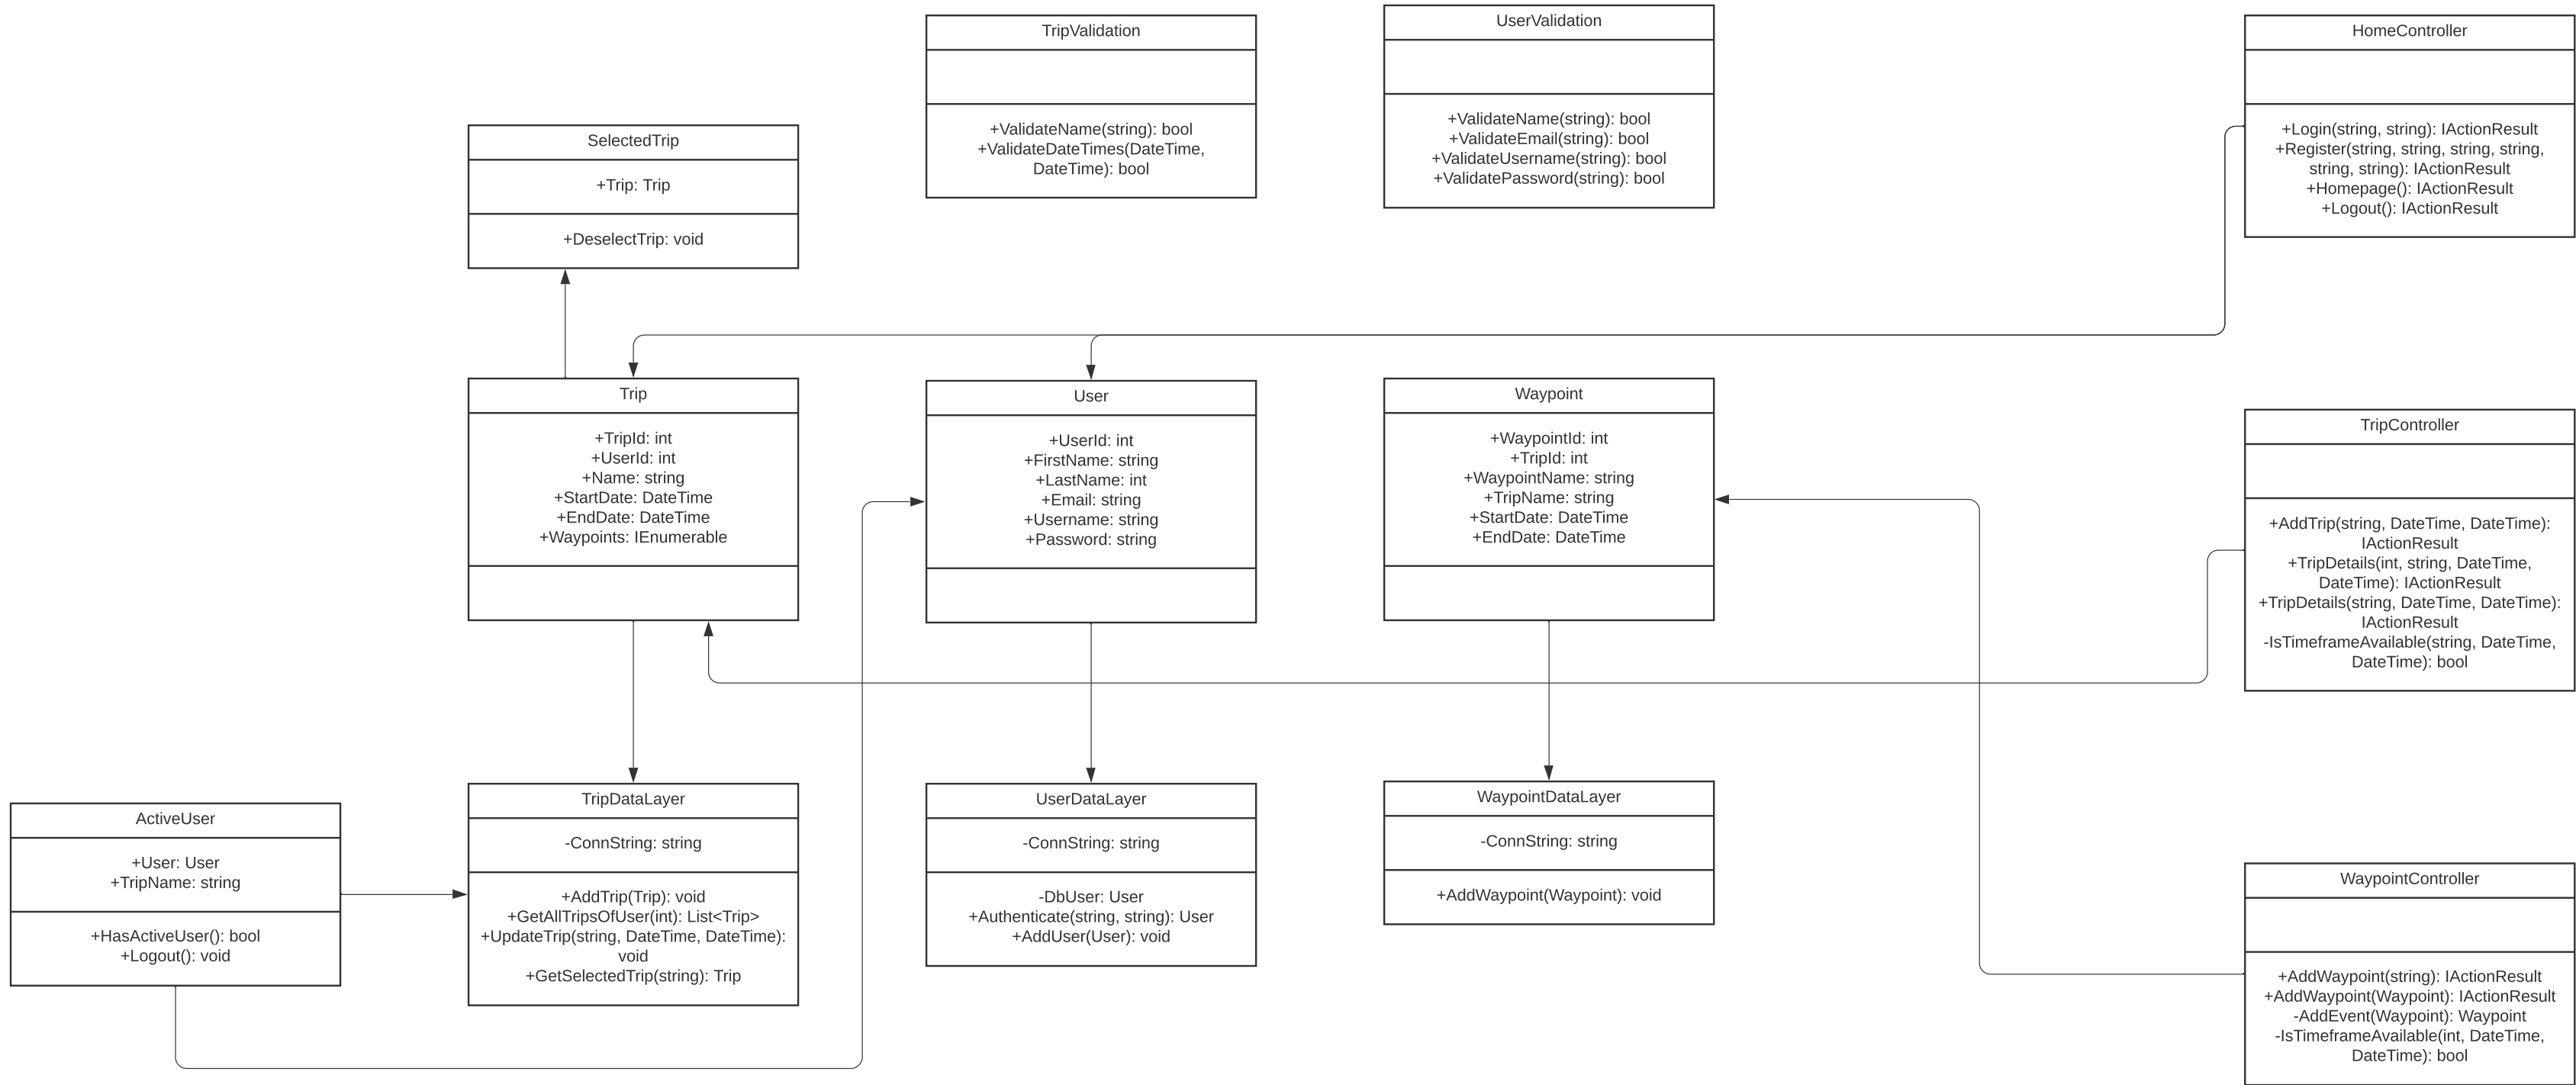 TripValidation
+ValidateName(string): bool
+ValidateDateTimes(DateTime,
DateTime): bool
UserValidation
+ValidateName(string): bool
+ValidateEmail(string): bool
+ValidateUsername(string): bool
+ValidatePassword(string): bool
HomeController
+Login(string, string): IActionResult
+Register(string, string, string, string,
string, string): IActionResult
+Homepage(): IActionResult
+Logout(): IActionResult
SelectedTrip
+Trip: Trip
+DeselectTrip: void
Trip
+TripId: int
+UserId: int
+Name: string
+StartDate: DateTime
+EndDate: DateTime
+Waypoints: IEnumerable
User
+UserId: int
+FirstName: string
+LastName: int
+Email: string
+Username: string
+Password: string
Waypoint
+WaypointId: int
+TripId: int
+WaypointName: string
+TripName: string
+StartDate: DateTime
+EndDate: DateTime
TripController
+AddTrip(string, DateTime, DateTime):
IActionResult
+TripDetails(int, string, DateTime,
DateTime): IActionResult
+TripDetails(string, DateTime, DateTime):
IActionResult
-IsTimeframeAvailable(string, DateTime,
DateTime): bool
ActiveUser
+User: User
+TripName: string
+HasActiveUser(): bool
+Logout(): void
TripDataLayer
-ConnString: string
+AddTrip(Trip): void
+GetAllTripsOfUser(int): List<Trip>
+UpdateTrip(string, DateTime, DateTime):
void
+GetSelectedTrip(string): Trip
UserDataLayer
-ConnString: string
-DbUser: User
+Authenticate(string, string): User
+AddUser(User): void
WaypointDataLayer
-ConnString: string
+AddWaypoint(Waypoint): void
WaypointController
+AddWaypoint(string): IActionResult
+AddWaypoint(Waypoint): IActionResult
-AddEvent(Waypoint): Waypoint
-IsTimeframeAvailable(int, DateTime,
DateTime): bool